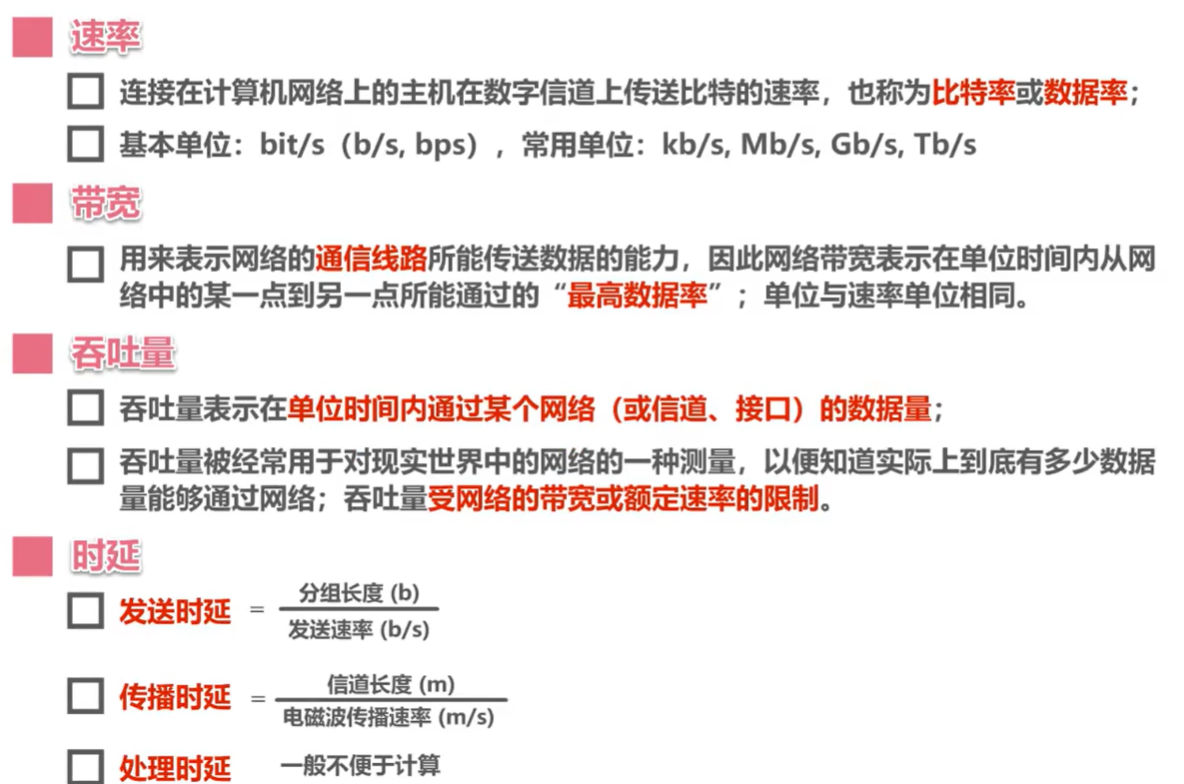 速率
连接在计算机网络上的主机在数字信道上传送比特的速率，也称为比特率或数据率；
基本单位：bit/s（b/s, bps），常用单位：kb/s, Mb/s, Gb/s, Tb/s
带宽
用来表示网络的通信线路所能传送数据的能力，因此网络带宽表示在单位时间内从网
络中的某一点到另一点所能通过的“最高数据率”；单位与速率单位相同。
吞吐量
吞吐量表示在单位时间内通过某个网络（或信道、接口）的数据量；
吞吐量被经常用于对现实世界中的网络的一种测量，以便知道实际上到底有多少数据
量能够通过网络；吞吐量受网络的带宽或额定速率的限制。
时延
分组长度 (b)
发送时延 =
发送速率 (b/s)
信道长度 (m)
传播时延 =
电磁波传播速率 (m/s)
处理时延 一般不便于计算